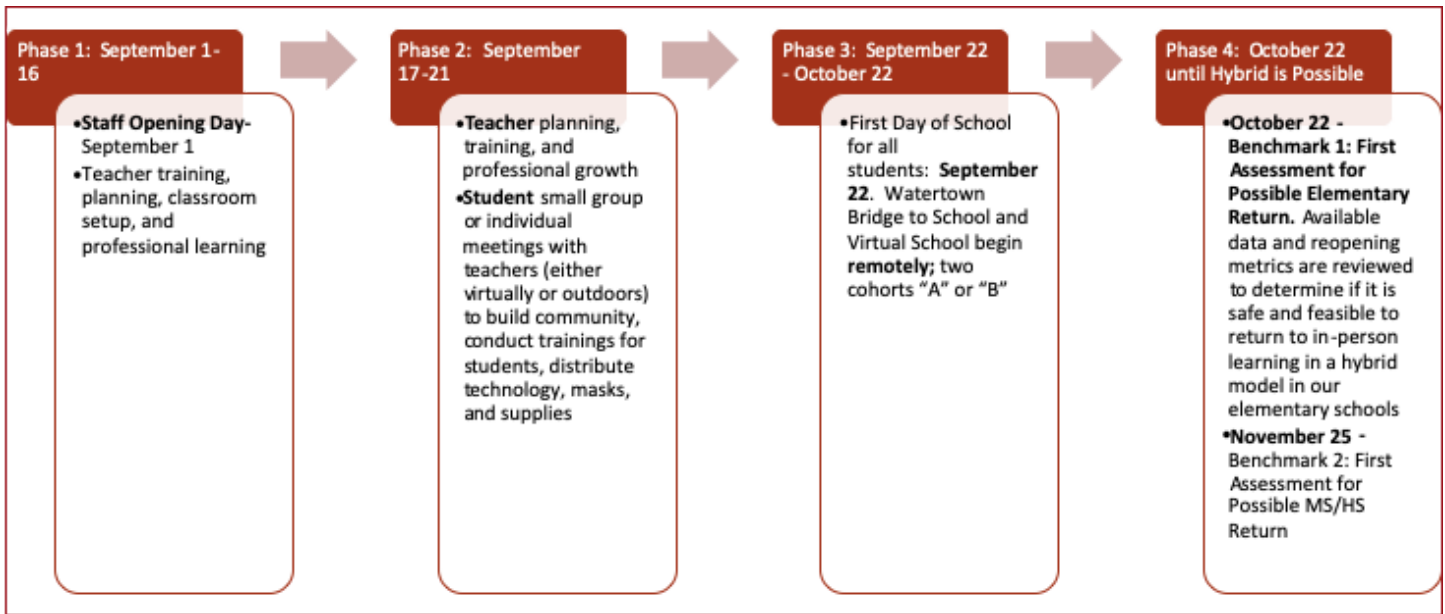 Phase 1: September 1-
16
•Staff Opening Day-
September 1
•Teacher training,
planning, classroom
setup, and
professional learning
Phase 2: September
17-21
•Teacher planning,
training, and
professional growth
•Student small group
or individual
meetings with
teachers (either
virtually or outdoors)
to build community,
conduct trainings for
students, distribute
technology, masks,
and supplies
Phase 3: September 22
- October 22
•First Day of School
for all
students: September
22. Watertown
Bridge to School and
Virtual School begin
remotely; two
cohorts “A” or “B”
Phase 4: October 22
until Hybrid is Possible
•October 22 -
Benchmark 1: First
Assessment for
Possible Elementary
Return. Available
data and reopening
metrics are reviewed
to determine if it is
safe and feasible to
return to in-person
learning in a hybrid
model in our
elementary schools
•November 25 -
Benchmark 2: First
Assessment for
Possible MS/HS
Return